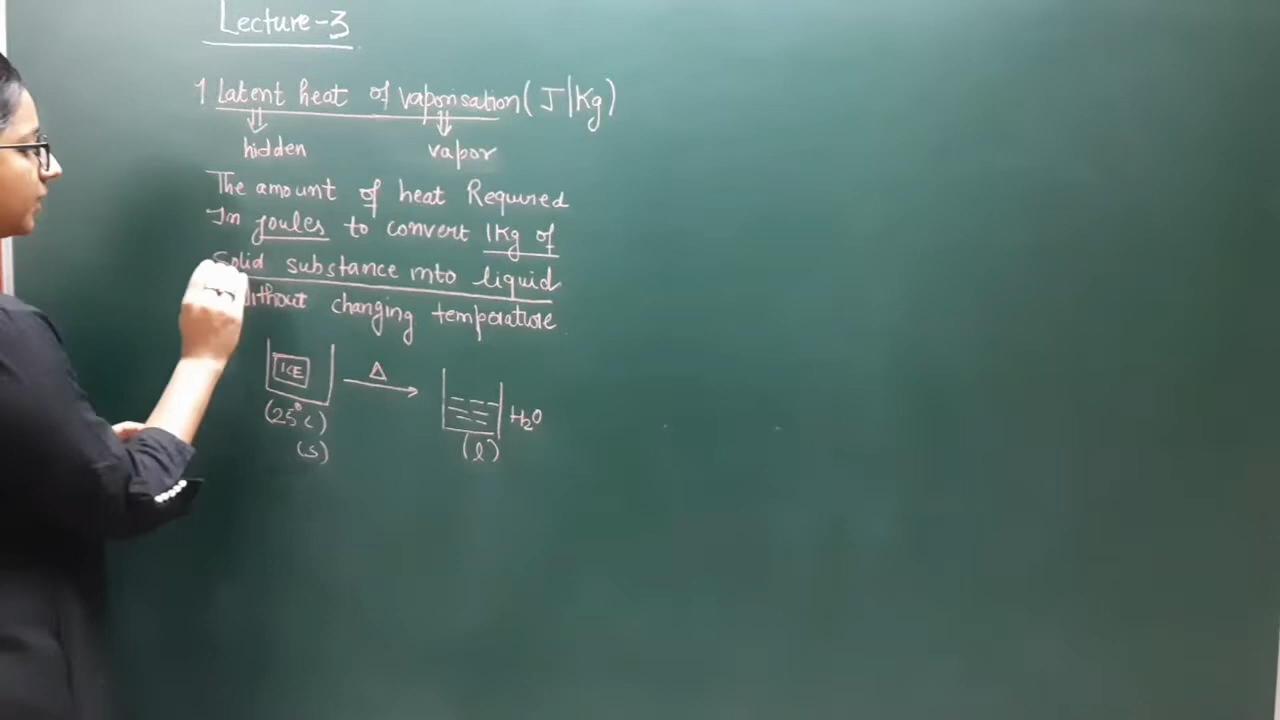 Lecture-3
1 Latent heat of vaporisation (J/Kg)
hidden vapor
The amount of heat Required
In joules to convert 1Kg of
Solid substance into liquid
without changing temperature.
ICE Δ
(25°C) H₂O
(s) (l)